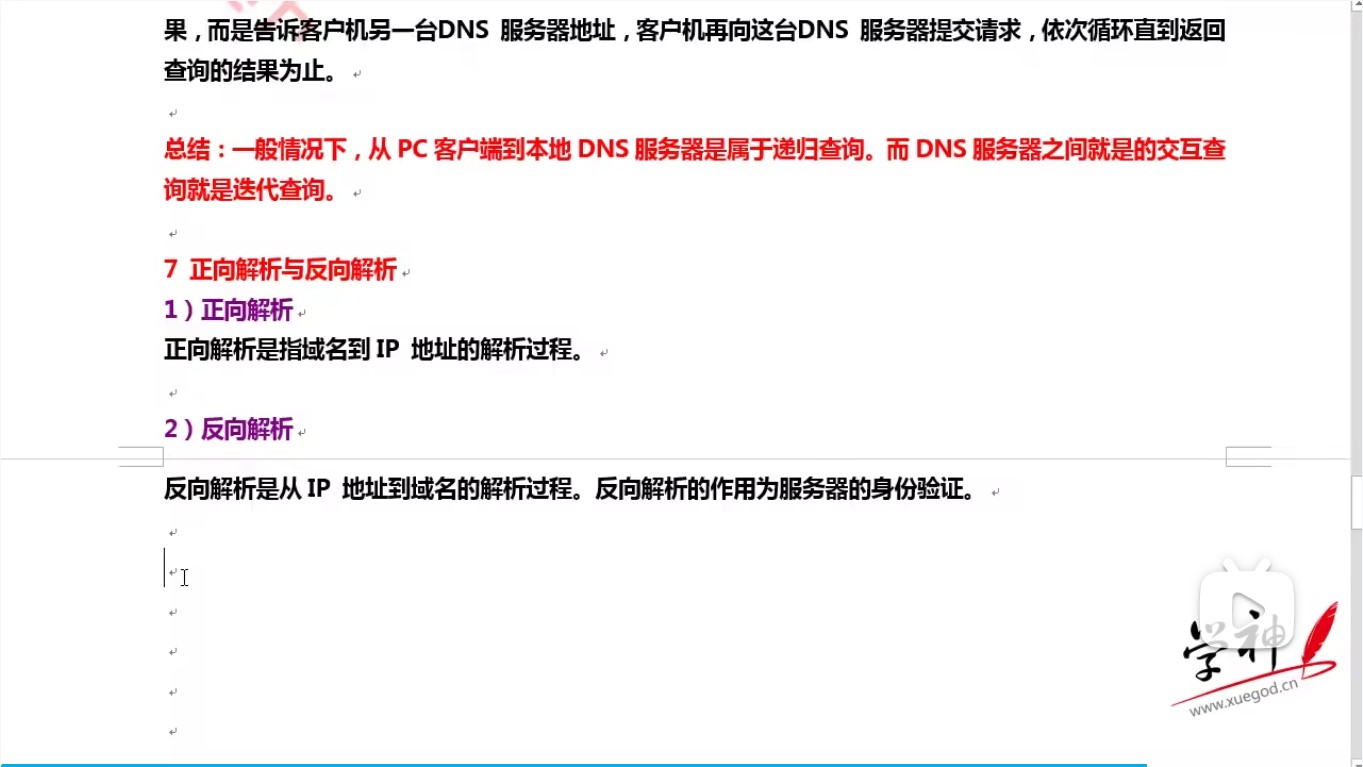 果，而是告诉客户机另一台DNS 服务器地址，客户机再向这台DNS 服务器提交请求，依次循环直到返回
查询的结果为止。
总结：一般情况下，从 PC 客户端到本地 DNS 服务器是属于递归查询。而 DNS 服务器之间就是的交互查
询就是迭代查询。
7 正向解析与反向解析
1）正向解析
正向解析是指域名到 IP 地址的解析过程。
2）反向解析
反向解析是从 IP 地址到域名的解析过程。反向解析的作用为服务器的身份验证。
学神
www.xuegod.cn